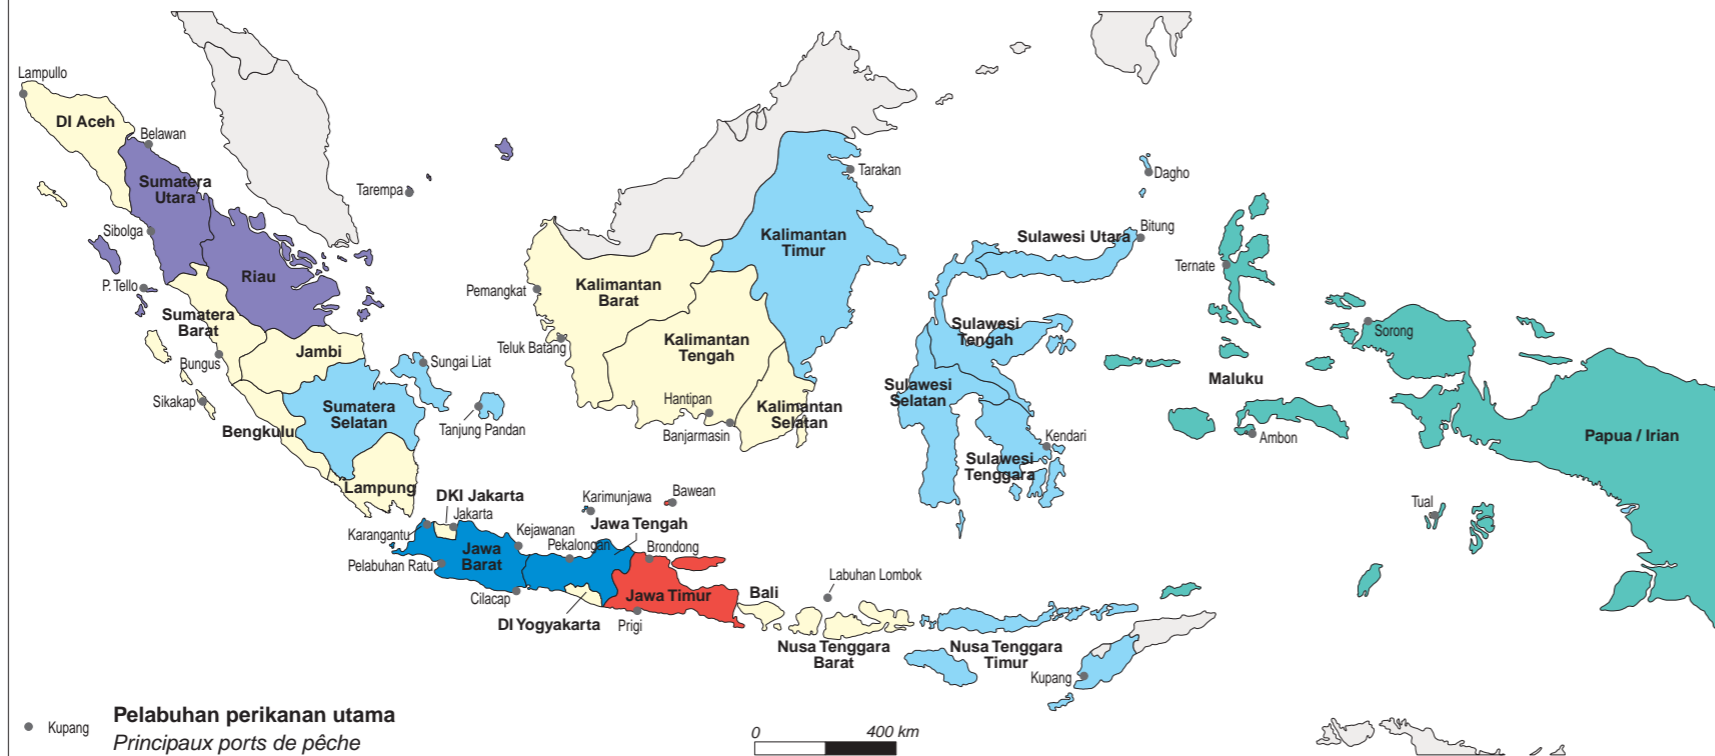 Lampullo
DI Aceh
Belawan
Sumatera
Utara
Tarempa
Tarakan
Dagho
Sibolga
Kalimantan
Timur
Sulawesi Utara
Bitung
Ternate
Riau
P. Tello
Pemangkat
Kalimantan
Barat
Sumatera
Barat
Sulawesi
Tengah
Sorong
Kalimantan
Tengah
Teluk Batang
Jambi
Bungus
Sungai Liat
Maluku
Sulawesi
Selatan
Sikakap
Sumatera
Selatan
Hantipan
Kalimantan
Selatan
Bengkulu
Tanjung Pandan
Banjarmasin
Kendari
Ambon
Papua / Irian
Sulawesi
Tenggara
Lampung
DKI Jakarta
Jakarta
Karimunjawa
Bawean
Tual
Karangantu
Kejawanan
Jawa Tengah
Pekalongan
Brondong
Jawa
Barat
Pelabuhan Ratu
Labuhan Lombok
Cilacap
Jawa Timur
Bali
DI Yogyakarta
Prigi
Nusa Tenggara
Barat
Nusa Tenggara
Timur
Kupang
Kupang
Pelabuhan perikanan utama
Principaux ports de pêche
0 400 km